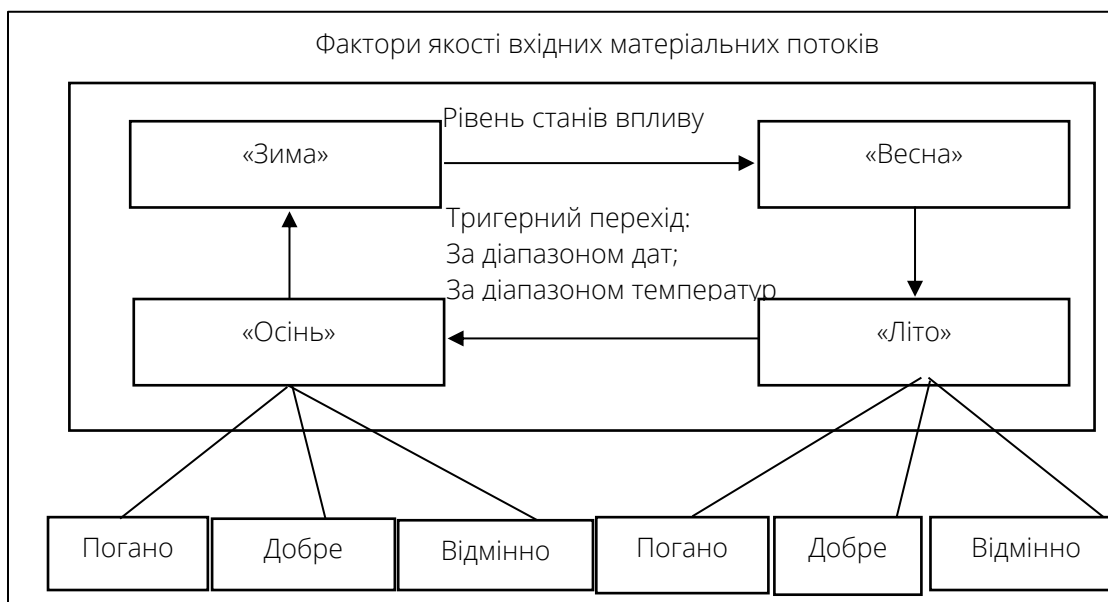 Фактори якості вхідних матеріальних потоків
Рівень станів впливу
«Зима»
«Весна»
Тригерний перехід:
За діапазоном дат;
За діапазоном температур
«Осінь»
«Літо»
Погано
Добре
Відмінно
Погано
Добре
Відмінно